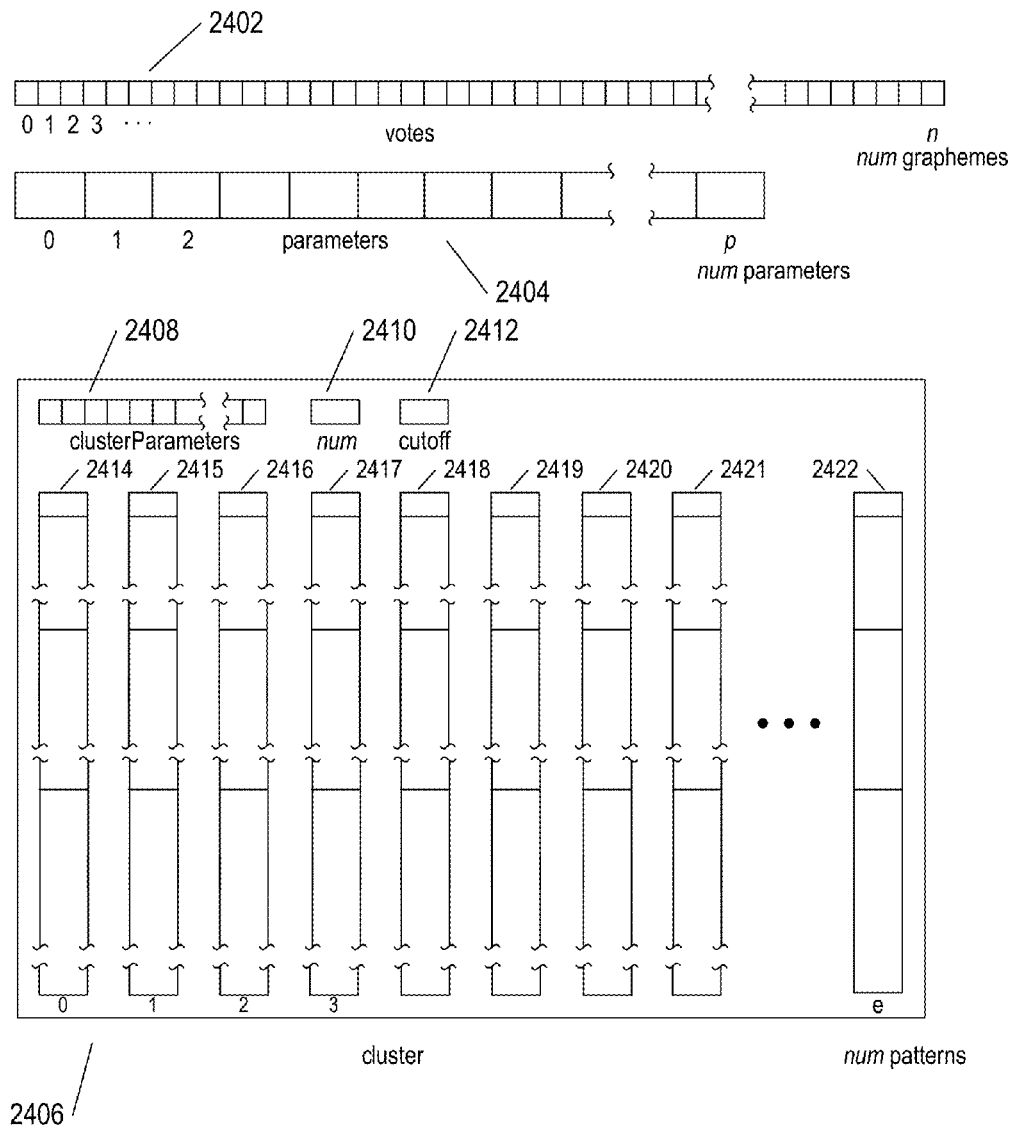 2402
0 1 2 3 ... votes n
num graphemes
0 1 2 parameters p
num parameters
2404
2408 2410 2412
clusterParameters num cutoff
2414 2415 2416 2417 2418 2419 2420 2421 2422
0 1 2 3 e
cluster num patterns
2406